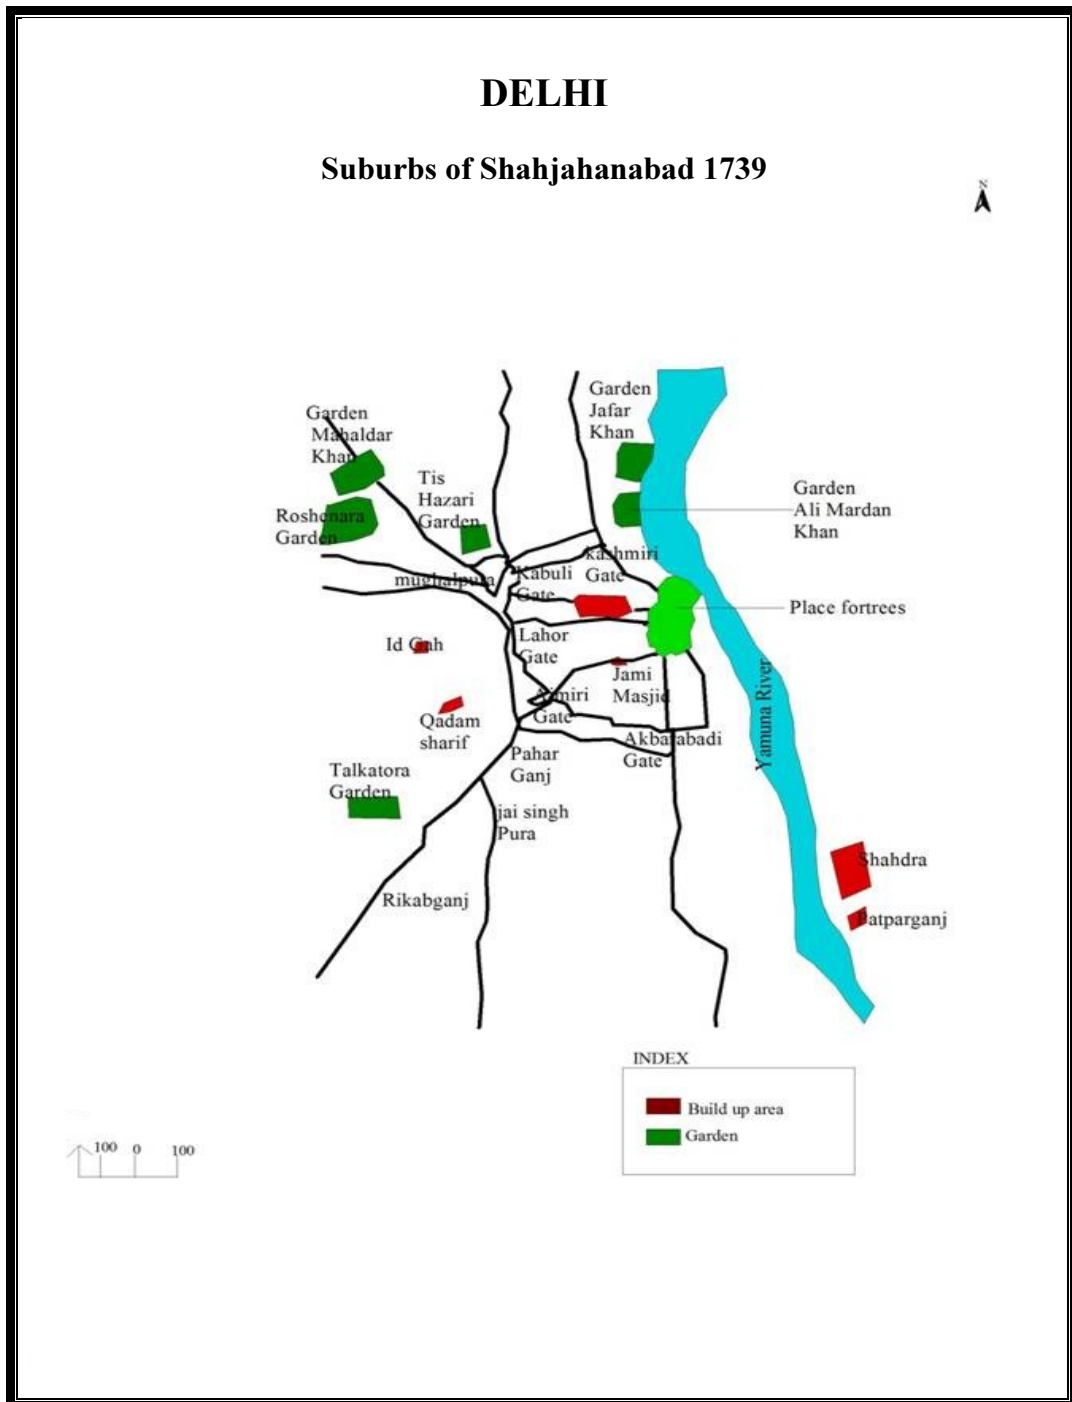 DELHI
Suburbs of Shahjahanabad 1739
N
Garden
Jafar
Khan
Garden
Mahaldar
Khan
Tis
Hazari
Garden
Garden
Ali Mardan
Khan
Roshenara
Garden
kashmiri
Gate
Kabuli
Gate
mughalpura
Place fortrees
Lahor
Gate
Id Gah
Jami
Masjid
Ajmiri
Gate
Qadam
sharif
Akbarabadi
Gate
Yamuna River
Pahar
Ganj
Talkatora
Garden
jai singh
Pura
Shahdra
Rikabganj
Patparganj
INDEX
Build up area
Garden
100 0 100